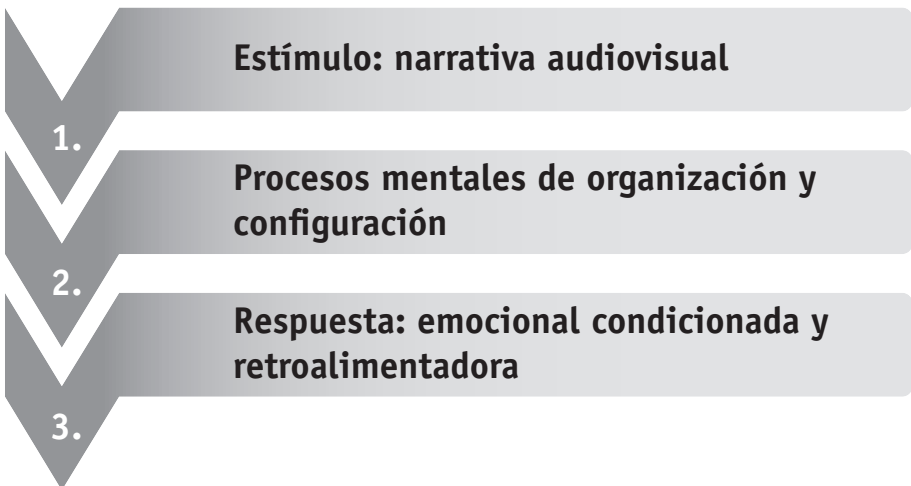 Estímulo: narrativa audiovisual
1.
Procesos mentales de organización y
configuración
2.
Respuesta: emocional condicionada y
retroalimentadora
3.